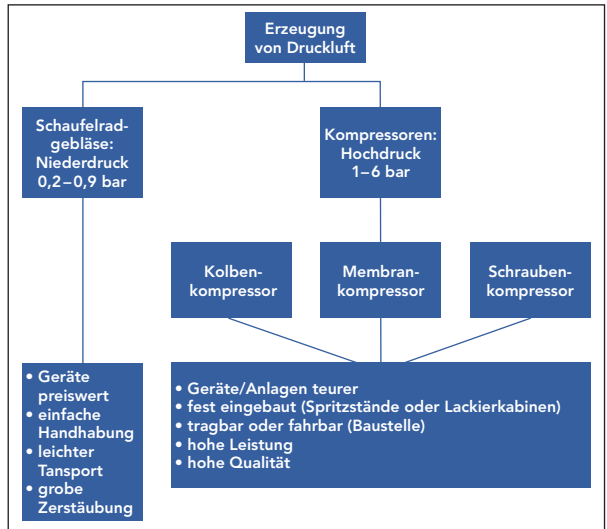 Erzeugung
von Druckluft
Schaufelrad-
gebläse:
Niederdruck
0,2–0,9 bar
Kompressoren:
Hochdruck
1–6 bar
Kolben-
kompressor
Membran-
kompressor
Schrauben-
kompressor
• Geräte
preiswert
• einfache
Handhabung
• leichter
Tansport
• grobe
Zerstäubung
• Geräte/Anlagen teurer
• fest eingebaut (Spritzstände oder Lackierkabinen)
• tragbar oder fahrbar (Baustelle)
• hohe Leistung
• hohe Qualität